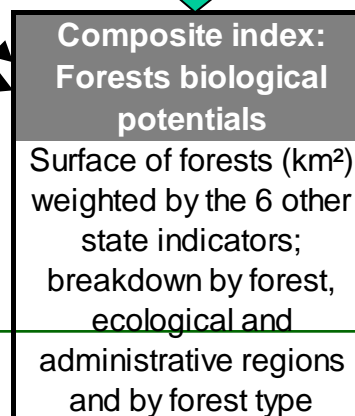 Composite index:
Forests biological
potentials
Surface of forests (km²)
weighted by the 6 other
state indicators;
breakdown by forest,
ecological and
administrative regions
and by forest type